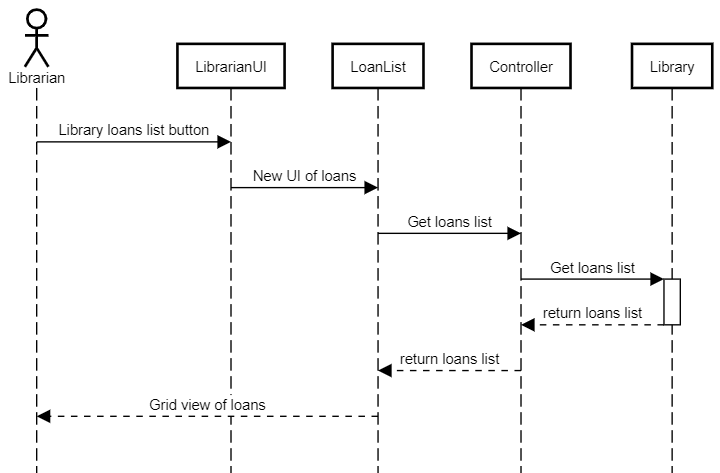 Librarian
LibrarianUI
LoanList
Controller
Library
Library loans list button
New UI of loans
Get loans list
Get loans list
return loans list
return loans list
Grid view of loans